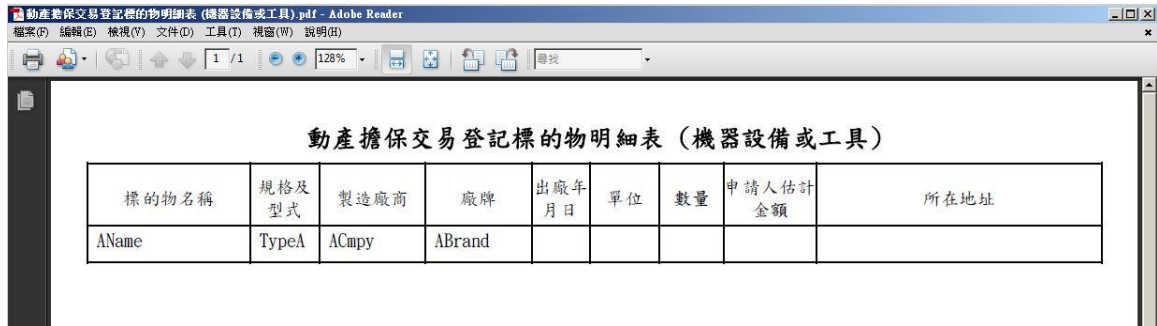 動產擔保交易登記標的物明細表 (機器設備或工具).pdf - Adobe Reader
檔案(F) 編輯(E) 檢視(V) 文件(D) 工具(T) 視窗(W) 說明(H)
1 /1 128% 尋找
動產擔保交易登記標的物明細表（機器設備或工具）
標的物名稱 規格及型式 製造廠商 廠牌 出廠年月日 單位 數量 申請人估計金額 所在地址
AName TypeA ACmpy ABrand